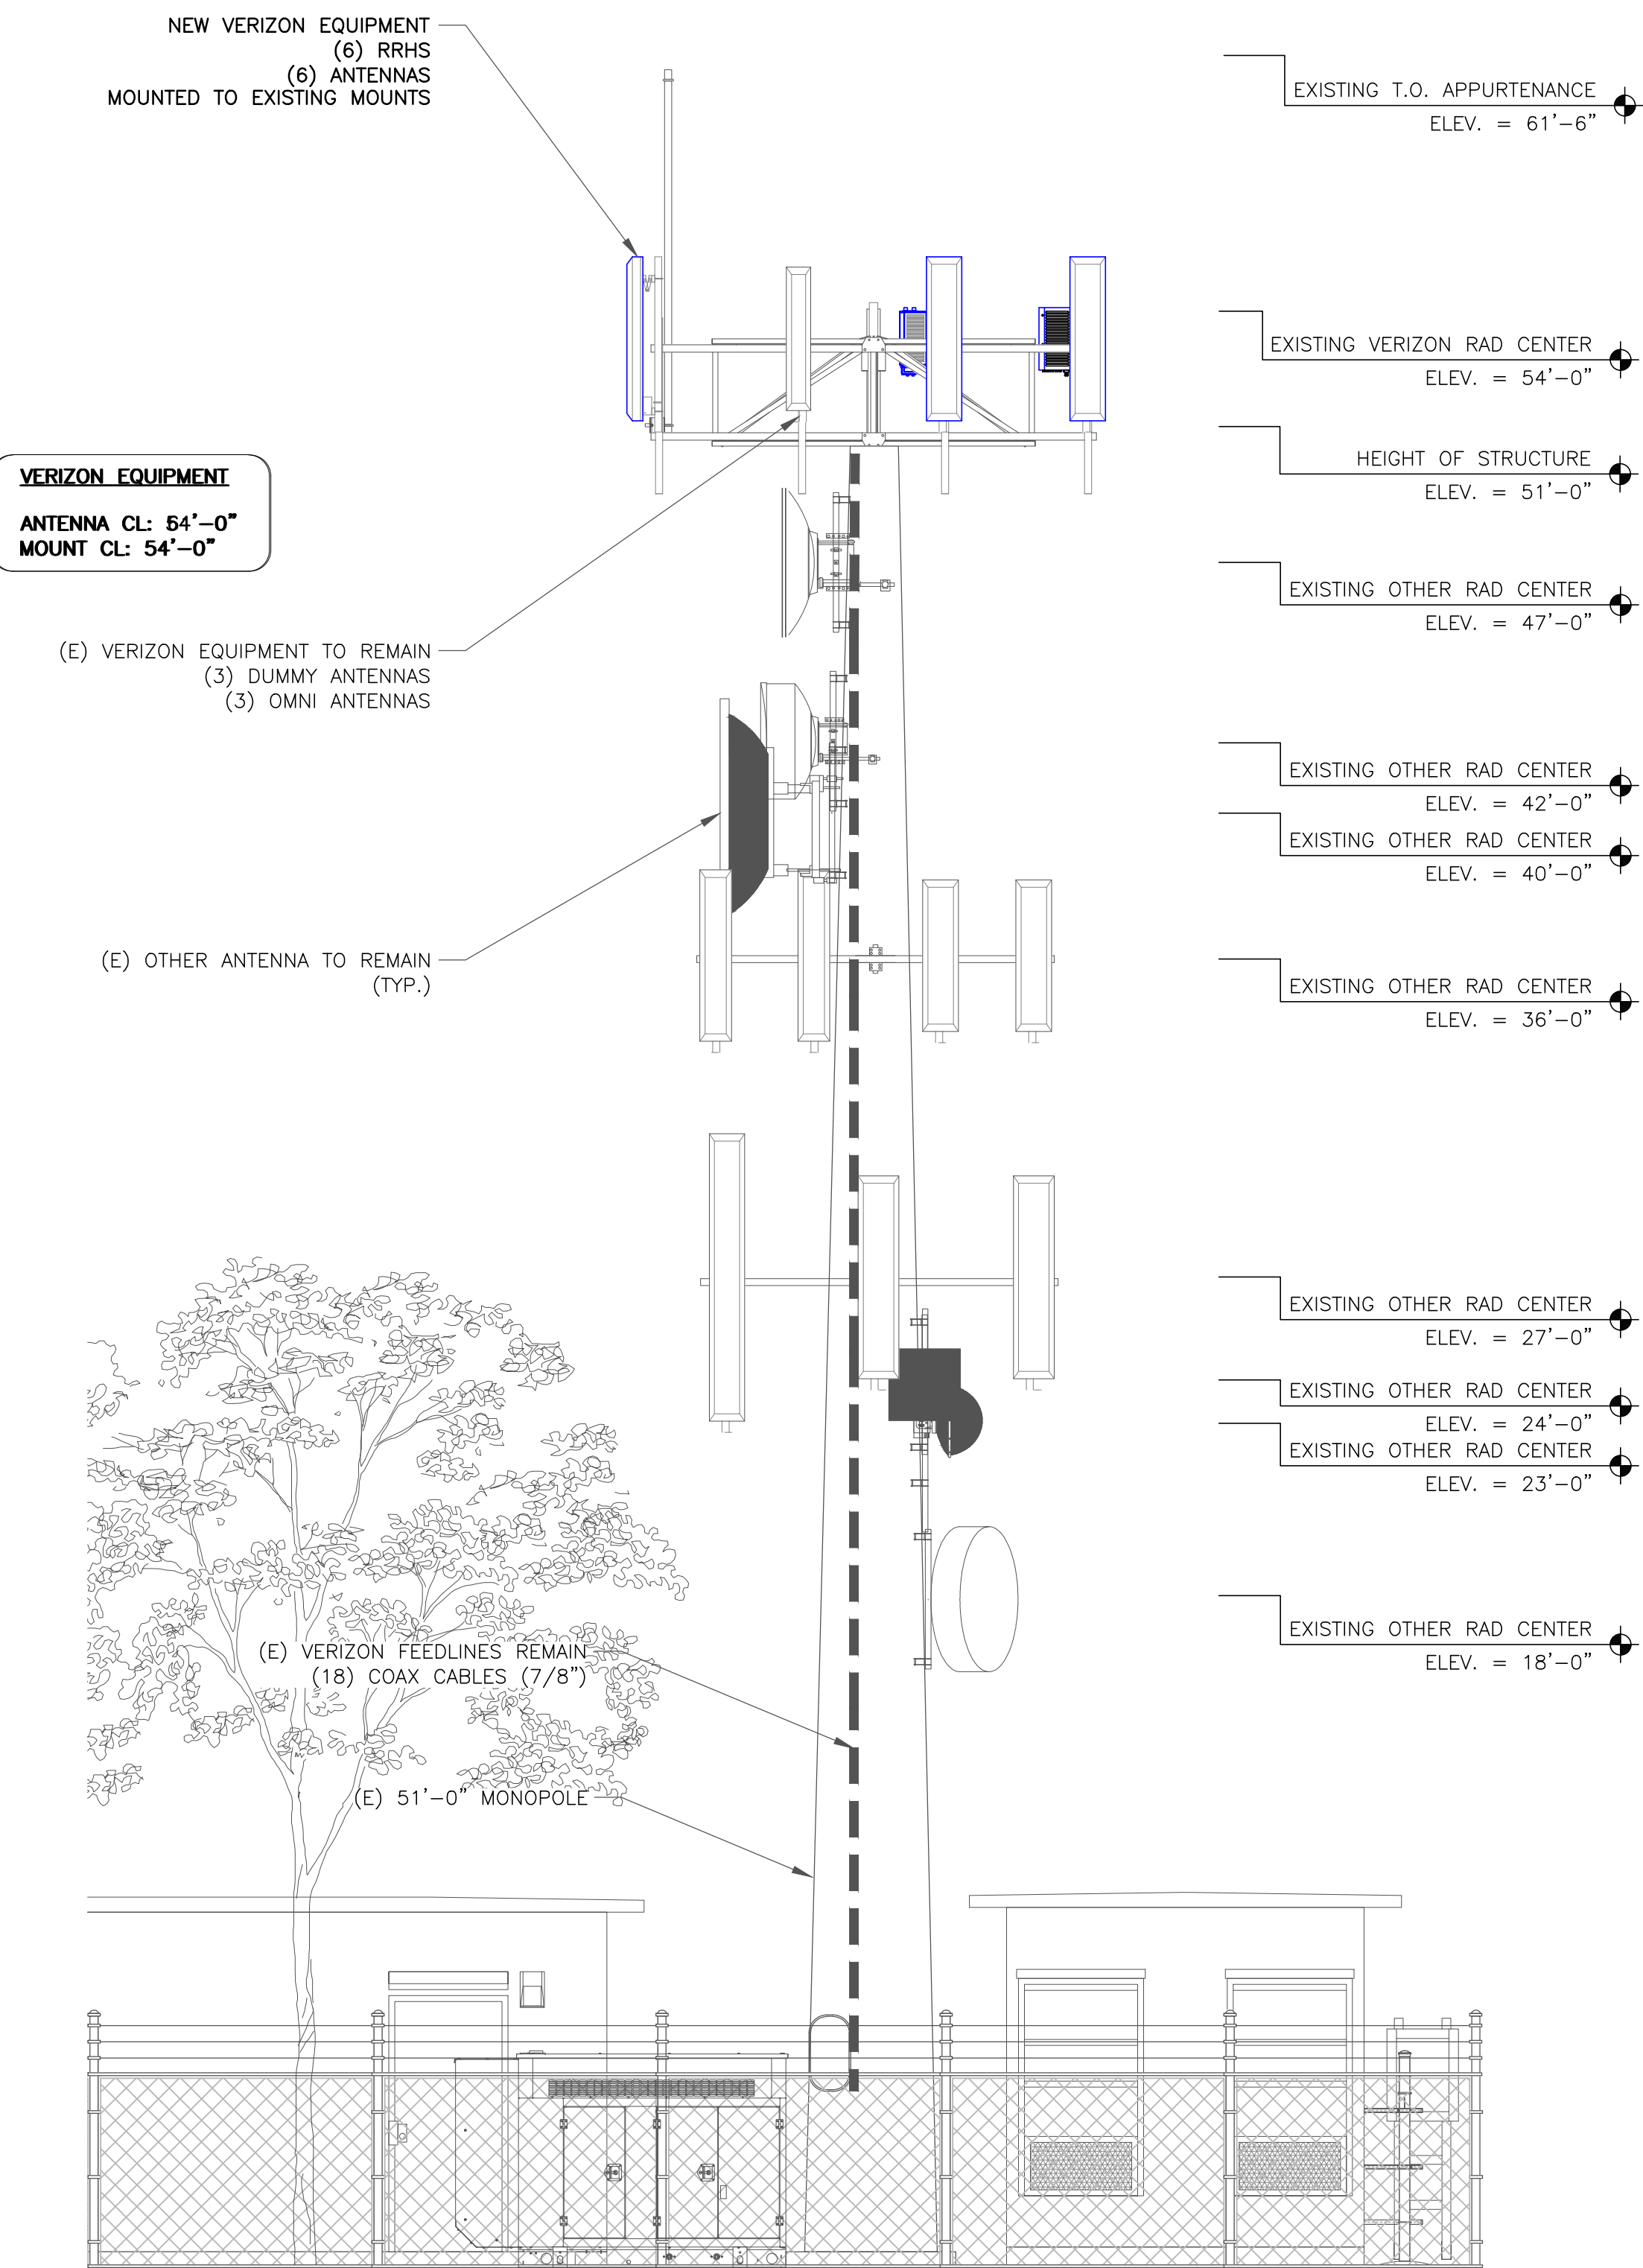 NEW VERIZON EQUIPMENT
(6) RRHS
(6) ANTENNAS
MOUNTED TO EXISTING MOUNTS
EXISTING T.O. APPURTENANCE
ELEV. = 61'-6"
EXISTING VERIZON RAD CENTER
ELEV. = 54'-0"
HEIGHT OF STRUCTURE
ELEV. = 51'-0"
VERIZON EQUIPMENT
ANTENNA CL: 54'-0"
MOUNT CL: 54'-0"
EXISTING OTHER RAD CENTER
ELEV. = 47'-0"
(E) VERIZON EQUIPMENT TO REMAIN
(3) DUMMY ANTENNAS
(3) OMNI ANTENNAS
EXISTING OTHER RAD CENTER
ELEV. = 42'-0"
EXISTING OTHER RAD CENTER
ELEV. = 40'-0"
(E) OTHER ANTENNA TO REMAIN
(TYP.)
EXISTING OTHER RAD CENTER
ELEV. = 36'-0"
EXISTING OTHER RAD CENTER
ELEV. = 27'-0"
EXISTING OTHER RAD CENTER
ELEV. = 24'-0"
EXISTING OTHER RAD CENTER
ELEV. = 23'-0"
EXISTING OTHER RAD CENTER
ELEV. = 18'-0"
(E) VERIZON FEEDLINES REMAIN
(18) COAX CABLES (7/8")
(E) 51'-0" MONOPOLE